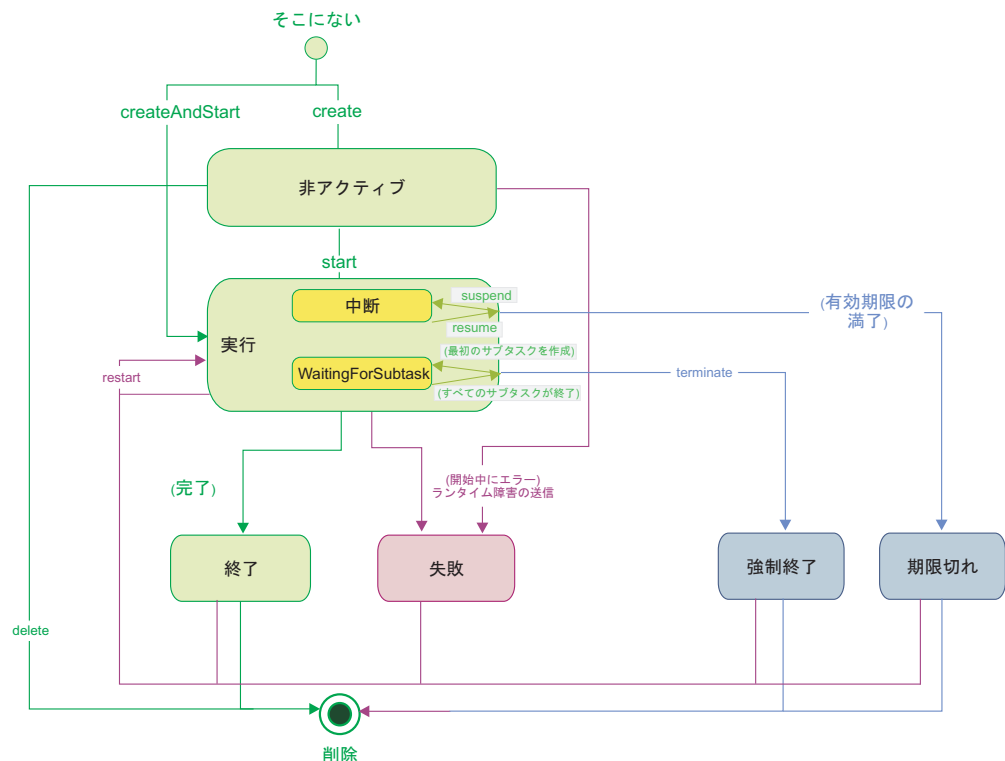 そこにない
createAndStart
create
非アクティブ
start
中断
suspend
resume
(有効期限の
満了)
実行
(最初のサブタスクを作成)
WaitingForSubtask
(すべてのサブタスクが終了)
restart
terminate
(完了)
(開始中にエラー)
ランタイム障害の送信
終了
失敗
強制終了
期限切れ
delete
削除